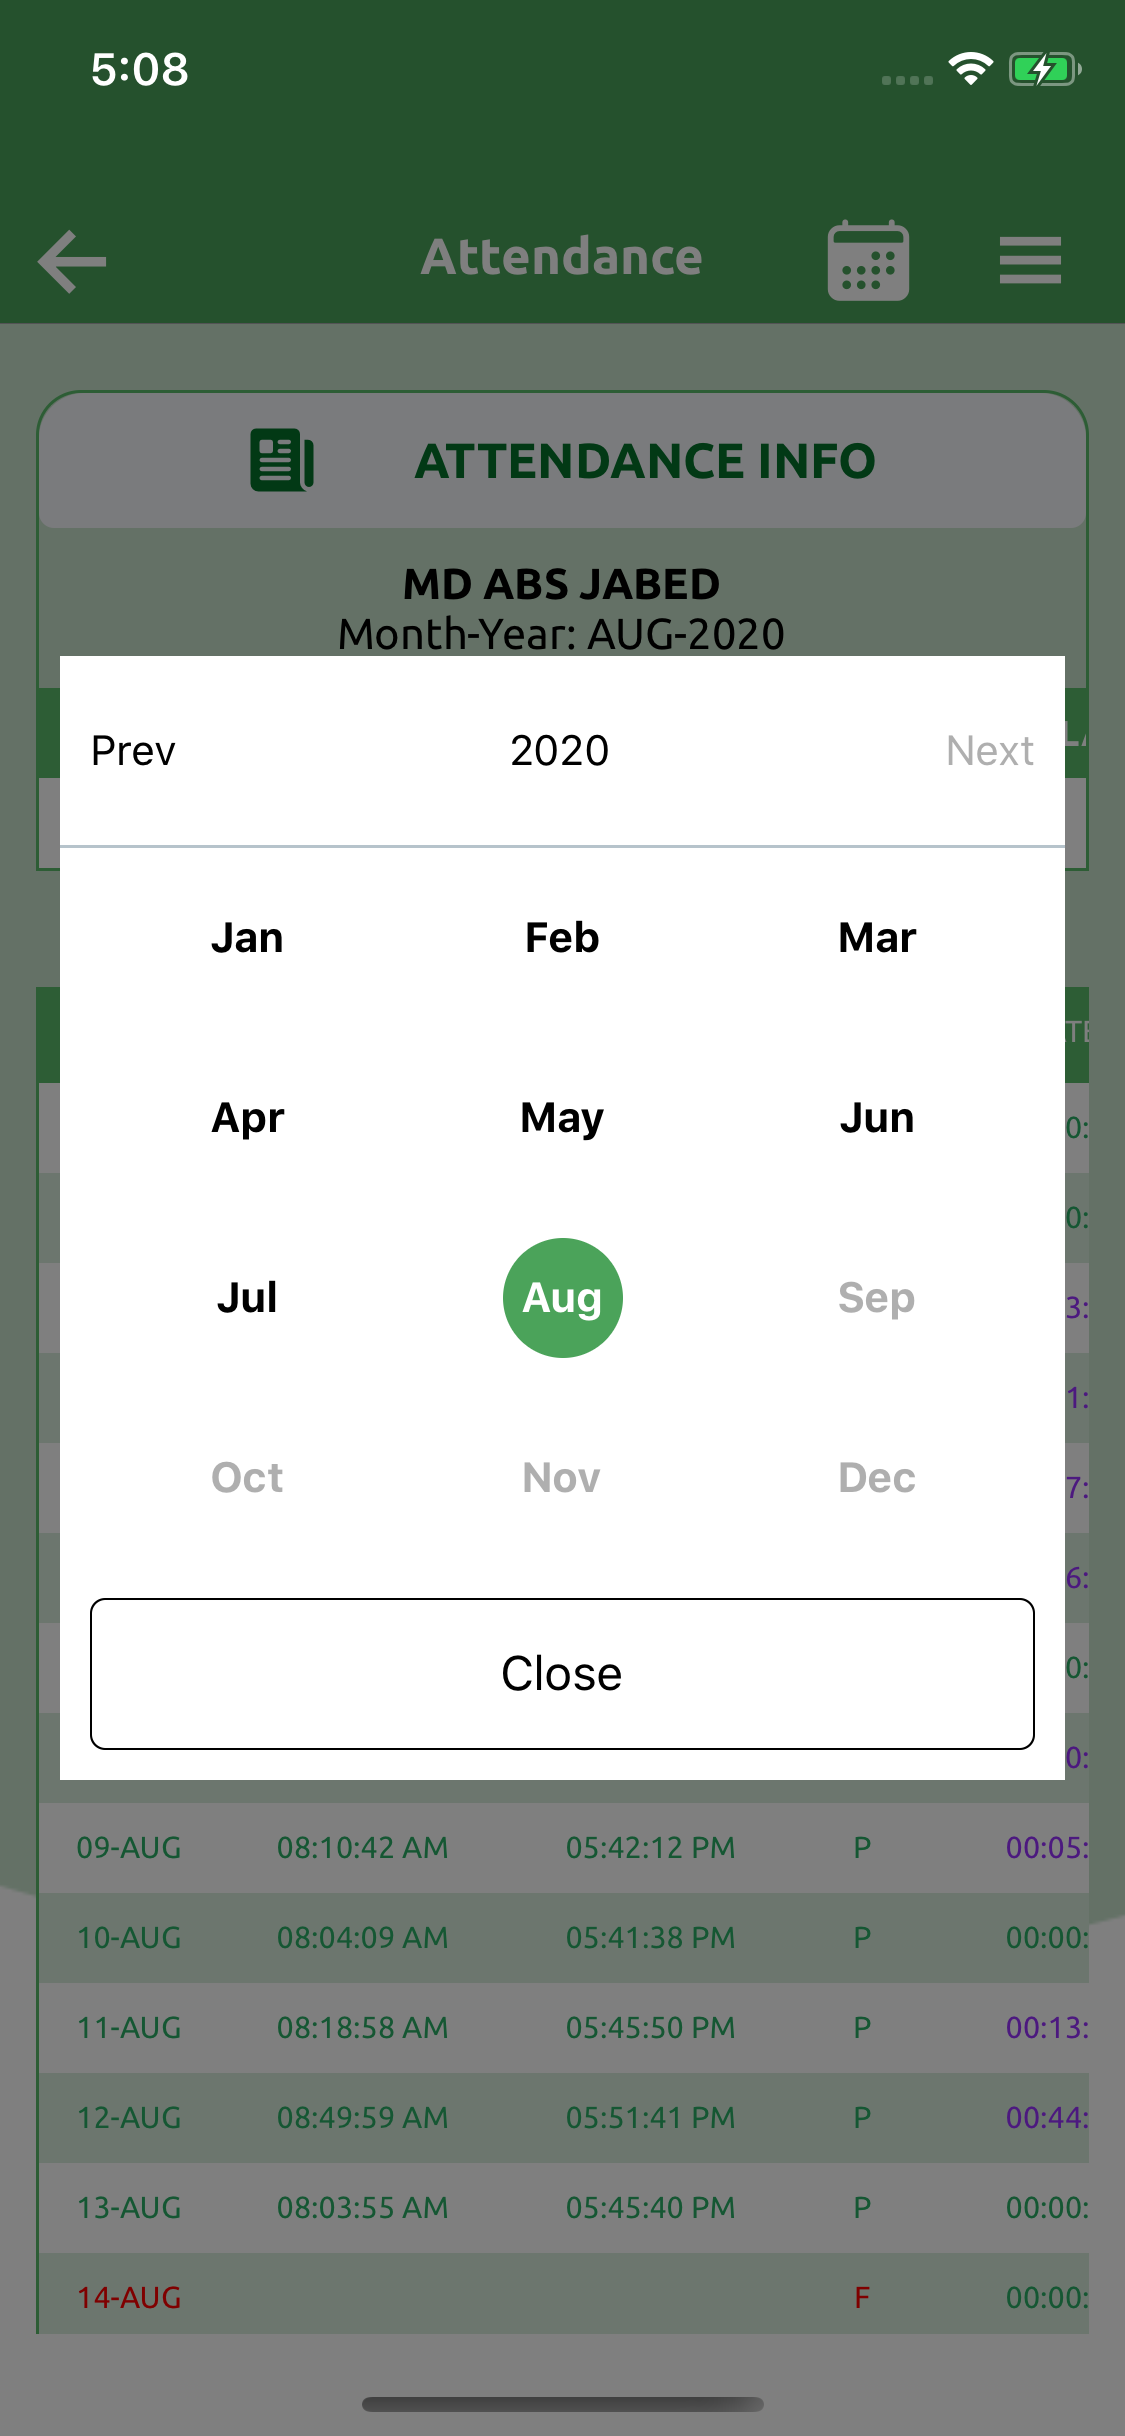 5:08
Attendance
ATTENDANCE INFO
MD ABS JABED
Month-Year: AUG-2020
Prev 2020 Next
Jan Feb Mar
Apr May Jun
Jul Aug Sep
Oct Nov Dec
Close
09-AUG 08:10:42 AM 05:42:12 PM P 00:05:
10-AUG 08:04:09 AM 05:41:38 PM P 00:00:
11-AUG 08:18:58 AM 05:45:50 PM P 00:13:
12-AUG 08:49:59 AM 05:51:41 PM P 00:44:
13-AUG 08:03:55 AM 05:45:40 PM P 00:00:
14-AUG F 00:00: